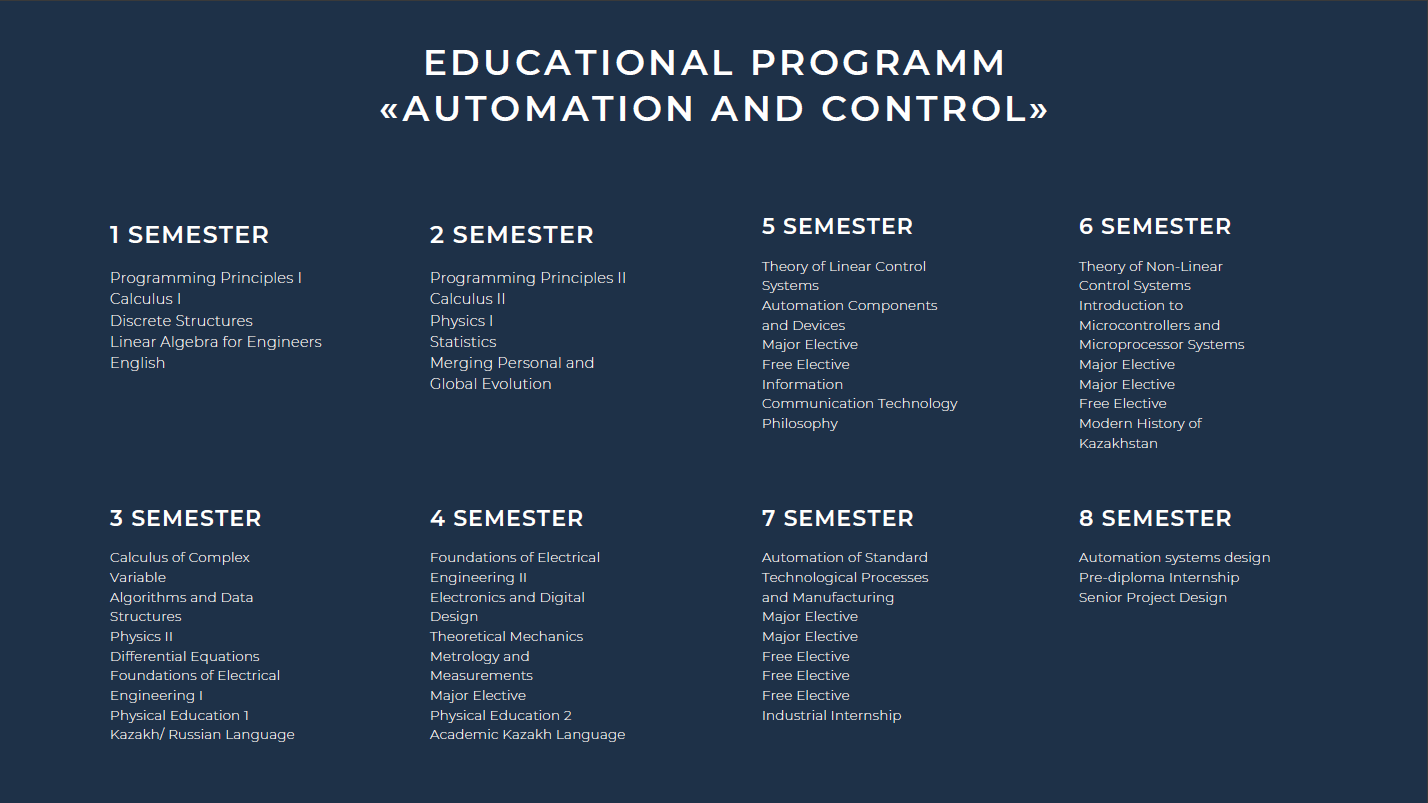 EDUCATIONAL PROGRAMM
«AUTOMATION AND CONTROL»
1 SEMESTER
Programming Principles I
Calculus I
Discrete Structures
Linear Algebra for Engineers
English
2 SEMESTER
Programming Principles II
Calculus II
Physics I
Statistics
Merging Personal and
Global Evolution
3 SEMESTER
Calculus of Complex
Variable
Algorithms and Data
Structures
Physics II
Differential Equations
Foundations of Electrical
Engineering I
Physical Education 1
Kazakh/ Russian Language
4 SEMESTER
Foundations of Electrical
Engineering II
Electronics and Digital
Design
Theoretical Mechanics
Metrology and
Measurements
Major Elective
Physical Education 2
Academic Kazakh Language
5 SEMESTER
Theory of Linear Control
Systems
Automation Components
and Devices
Major Elective
Free Elective
Information
Communication Technology
Philosophy
6 SEMESTER
Theory of Non-Linear
Control Systems
Introduction to
Microcontrollers and
Microprocessor Systems
Major Elective
Major Elective
Free Elective
Modern History of
Kazakhstan
7 SEMESTER
Automation of Standard
Technological Processes
and Manufacturing
Major Elective
Major Elective
Free Elective
Free Elective
Free Elective
Industrial Internship
8 SEMESTER
Automation systems design
Pre-diploma Internship
Senior Project Design